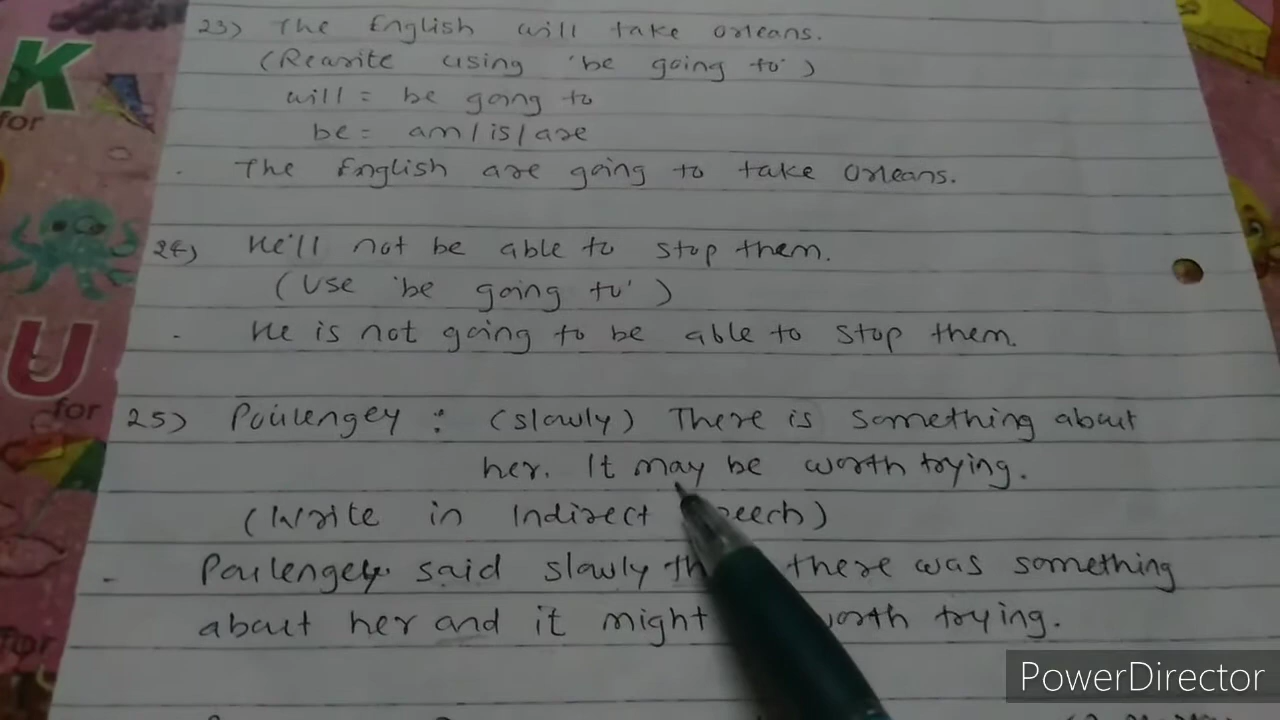 K
for
U
for
for
23) The English will take Orleans.
(Rewrite using 'be going to')
will = be going to
be = am/is/are
. The English are going to take Orleans.
24) He'll not be able to stop them.
(Use 'be going to')
. He is not going to be able to stop them.
25) Poulengey : (slowly) There is something about
her. It may be worth trying.
(Write in Indirect eech)
- Poulengey said slowly there was something
about her and it might worth trying.
PowerDirector